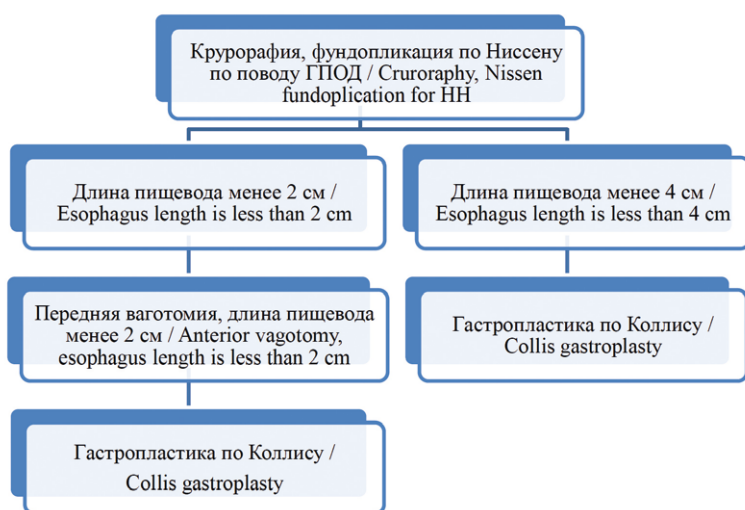 Крурорафия, фундопликация по Ниссену
по поводу ГПОД / Cruroraphy, Nissen
fundoplication for HH
Длина пищевода менее 2 см /
Esophagus length is less than 2 cm
Длина пищевода менее 4 см /
Esophagus length is less than 4 cm
Передняя ваготомия, длина пищевода
менее 2 см / Anterior vagotomy,
esophagus length is less than 2 cm
Гастропластика по Коллису /
Collis gastroplasty
Гастропластика по Коллису /
Collis gastroplasty